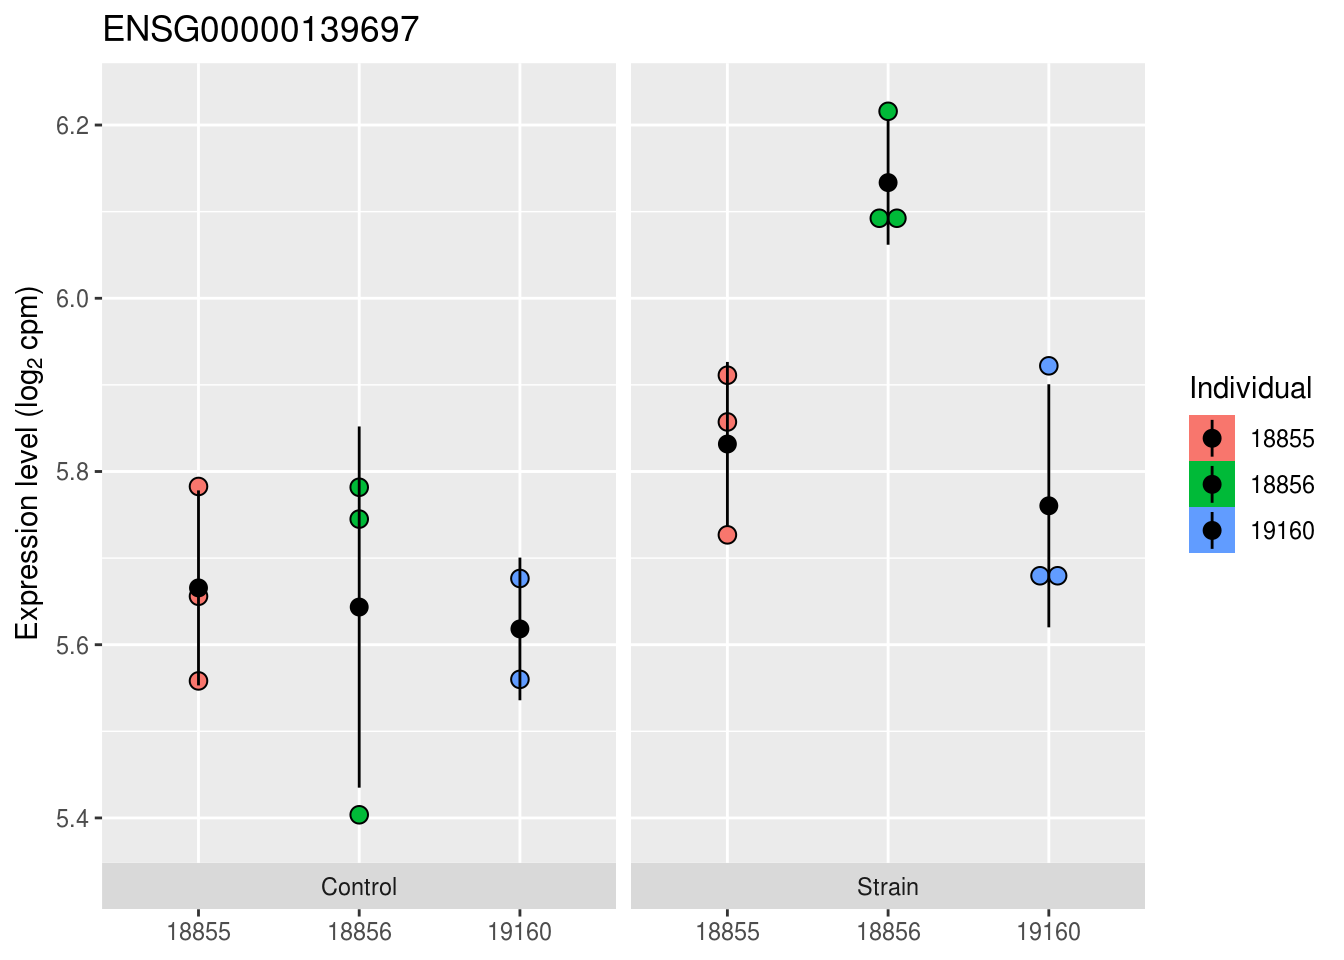 ENSG00000139697
Expression level (log2 cpm)
6.2
6.0
5.8
5.6
5.4
Control
Strain
18855
18856
19160
18855
18856
19160
Individual
18855
18856
19160